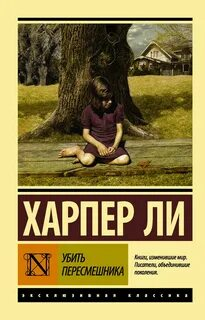 ХАРПЕР ЛИ
УБИТЬ
ПЕРЕСМЕШНИКА
Книги, изменившие мир.
Писатели, объединившие
поколения.
ЭКСКЛЮЗИВНАЯ КЛАССИКА